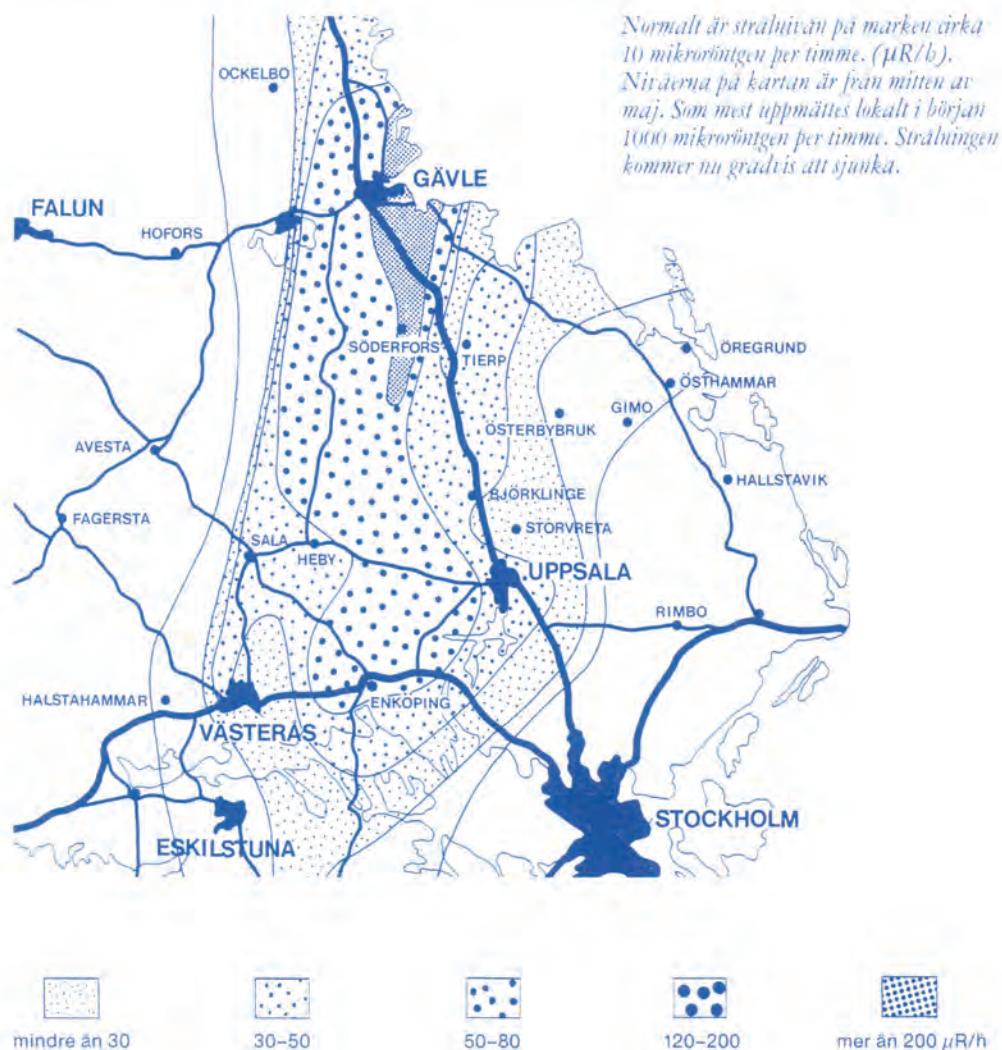 Normalt är strålnivån på marken cirka
10 mikroröntgen per timme. (µR/h).
Nivåerna på kartan är från mitten av
maj. Som mest uppmättes lokalt i början
1000 mikroröntgen per timme. Strålningen
kommer nu gradvis att sjunka.
OCKELBO
GÄVLE
FALUN
HOFORS
SÖDERFORS
TIERP
ÖREGRUND
ÖSTHAMMAR
GIMO
ÖSTERBYBRUK
AVESTA
HALLSTAVIK
BJÖRKLINGE
FAGERSTA
STORVRETA
SALA
HEBY
UPPSALA
RIMBO
HALSTAHAMMAR
ENKÖPING
VÄSTERÅS
STOCKHOLM
ESKILSTUNA
mindre än 30
30–50
50–80
120–200
mer än 200 µR/h